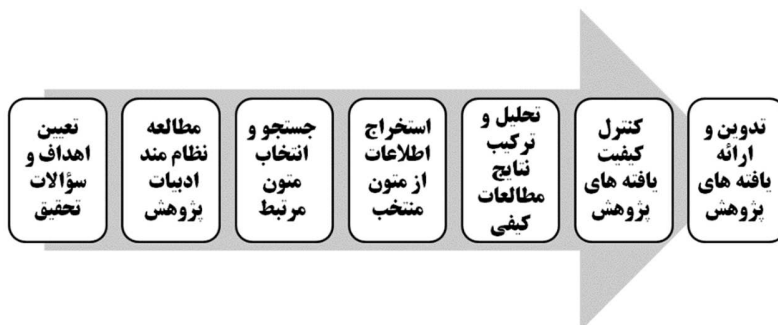 تعیین
اهداف و
سؤالات
تحقیق
مطالعه
نظام مند
ادبیات
پژوهش
جستجو و
انتخاب
متون
مرتبط
استخراج
اطلاعات
از متون
منتخب
تحلیل و
ترکیب
نتایج
مطالعات
کیفی
کنترل
کیفیت
یافته های
پژوهش
تدوین و
ارائه
یافته های
پژوهش